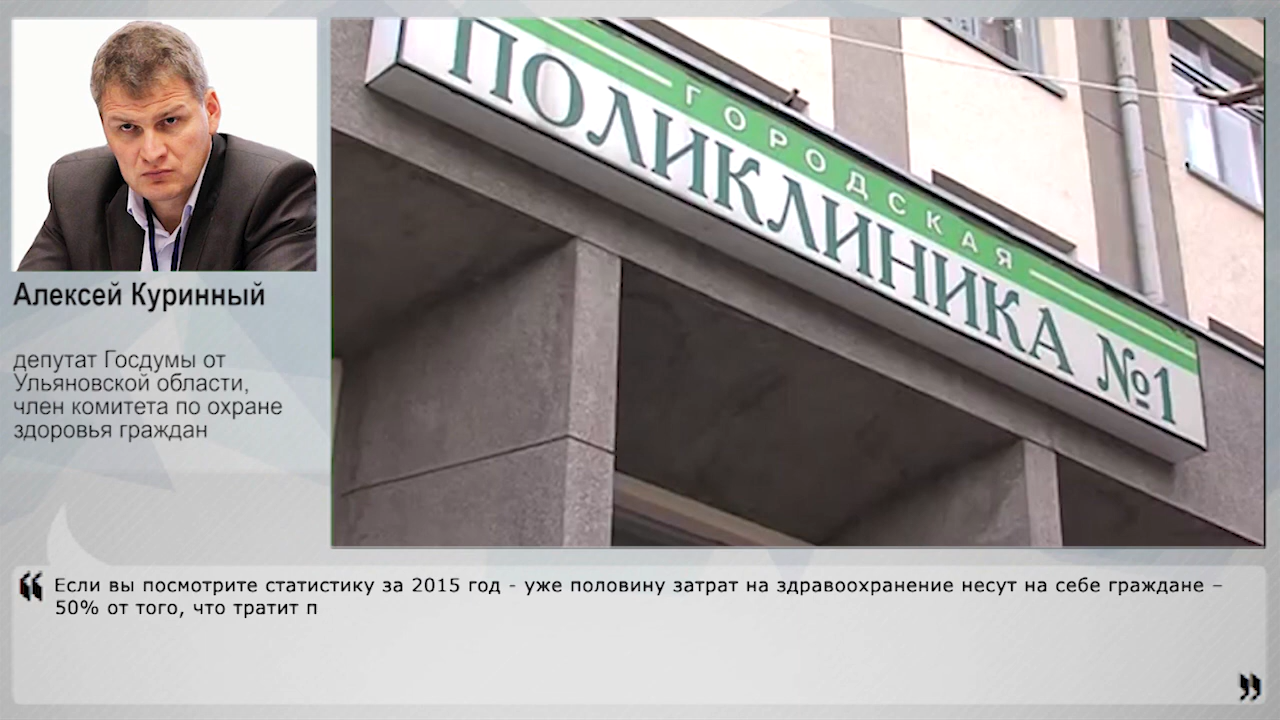 Алексей Куринный
депутат Госдумы от
Ульяновской области,
член комитета по охране
здоровья граждан
ГОРОДСКАЯ
ПОЛИКЛИНИКА №1
“ Если вы посмотрите статистику за 2015 год - уже половину затрат на здравоохранение несут на себе граждане –
50% от того, что тратит п
”